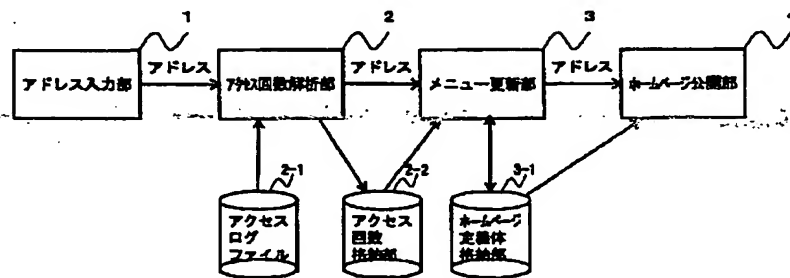 1
2
3
アドレス入力部
アドレス
アクセス回数解析部
アドレス
メニュー更新部
アドレス
ホームページ公開部
2-1
2-2
3-1
アクセス
ログ
ファイル
アクセス
回数
格納部
ホームページ
定義体
格納部